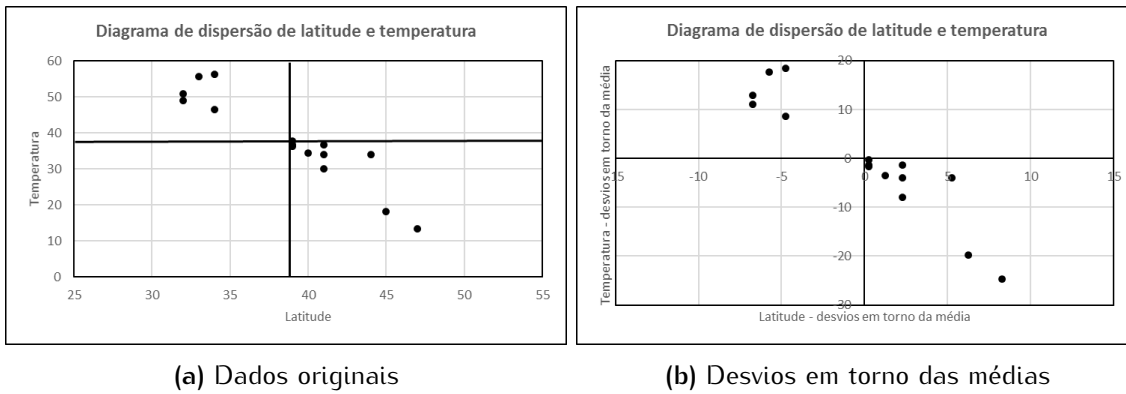 Diagrama de dispersão de latitude e temperatura
60
50
40
30
20
10
0
Temperatura
25 30 35 40 45 50 55
Latitude
(a) Dados originais
Diagrama de dispersão de latitude e temperatura
20
10
0
-10
-20
-30
Temperatura - desvios em torno da média
-15 -10 -5 0 5 10 15
Latitude - desvios em torno da média
(b) Desvios em torno das médias